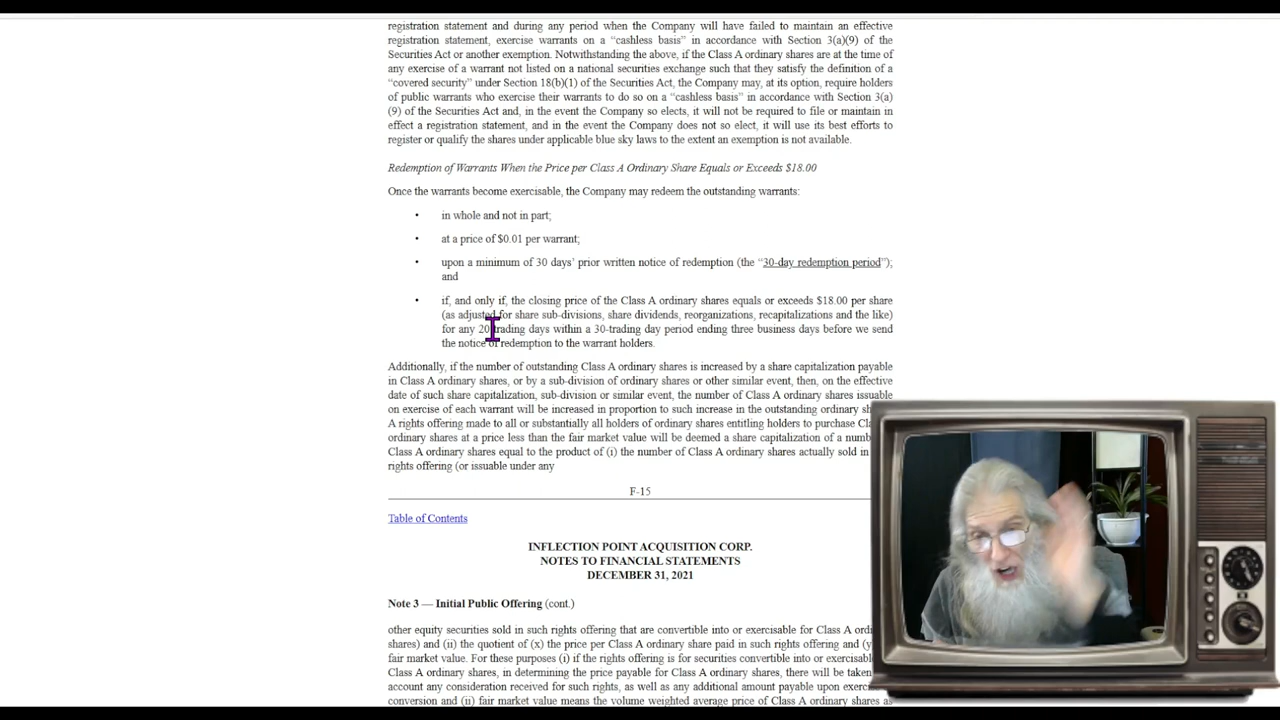 registration statement and during any period when the Company will have failed to maintain an effective
registration statement, exercise warrants on a “cashless basis” in accordance with Section 3(a)(9) of the
Securities Act or another exemption. Notwithstanding the above, if the Class A ordinary shares are at the time of
any exercise of a warrant not listed on a national securities exchange such that they satisfy the definition of a
“covered security” under Section 18(b)(1) of the Securities Act, the Company may, at its option, require holders
of public warrants who exercise their warrants to do so on a “cashless basis” in accordance with Section 3(a)
(9) of the Securities Act and, in the event the Company so elects, it will not be required to file or maintain in
effect a registration statement, and in the event the Company does not so elect, it will use its best efforts to
register or qualify the shares under applicable blue sky laws to the extent an exemption is not available.
Redemption of Warrants When the Price per Class A Ordinary Share Equals or Exceeds $18.00
Once the warrants become exercisable, the Company may redeem the outstanding warrants:
• in whole and not in part;
• at a price of $0.01 per warrant;
• upon a minimum of 30 days’ prior written notice of redemption (the “30-day redemption period”);
and
• if, and only if, the closing price of the Class A ordinary shares equals or exceeds $18.00 per share
(as adjusted for share sub-divisions, share dividends, reorganizations, recapitalizations and the like)
for any 20 trading days within a 30-trading day period ending three business days before we send
the notice of redemption to the warrant holders.
Additionally, if the number of outstanding Class A ordinary shares is increased by a share capitalization payable
in Class A ordinary shares, or by a sub-division of ordinary shares or other similar event, then, on the effective
date of such share capitalization, sub-division or similar event, the number of Class A ordinary shares issuable
on exercise of each warrant will be increased in proportion to such increase in the outstanding ordinary
A rights offering made to all or substantially all holders of ordinary shares entitling holders to purchase
ordinary shares at a price less than the fair market value will be deemed a share capitalization of a
Class A ordinary shares equal to the product of (i) the number of Class A ordinary shares actually sold in
rights offering (or issuable under any
F-15
Table of Contents
INFLECTION POINT ACQUISITION CORP.
NOTES TO FINANCIAL STATEMENTS
DECEMBER 31, 2021
Note 3 — Initial Public Offering (cont.)
other equity securities sold in such rights offering that are convertible into or exercisable for Class A
shares) and (ii) the quotient of (x) the price per Class A ordinary share paid in such rights offering and
fair market value. For these purposes (i) if the rights offering is for securities convertible into or
Class A ordinary shares, in determining the price payable for Class A ordinary shares, there will be taken
account any consideration received for such rights, as well as any additional amount payable upon
conversion and (ii) fair market value means the volume weighted average price of Class A ordinary shares as